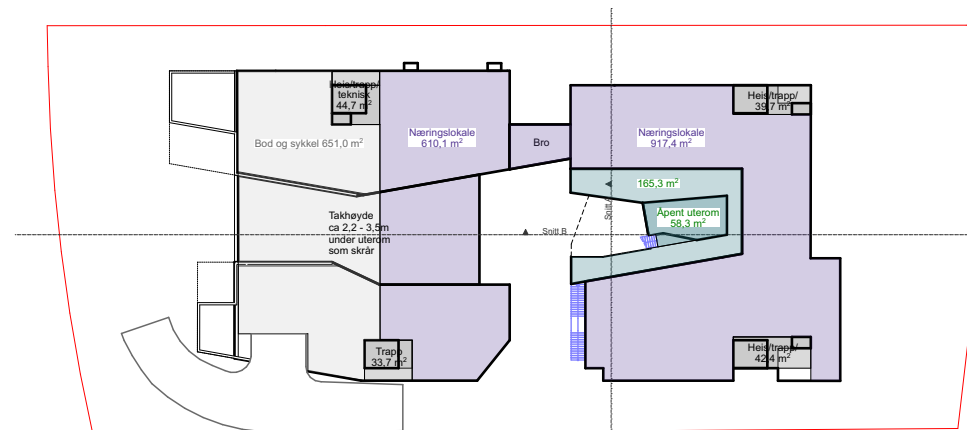 Heis/trapp/
teknisk
44,7 m²
Bod og sykkel 651,0 m²
Næringslokale
610,1 m²
Bro
Næringslokale
917,4 m²
Heis/trapp/
39,7 m²
165,3 m²
Åpent uterom
58,3 m²
Snitt A
Takhøyde
ca 2,2 - 3,5m
under uterom
som skrår
Snitt B
Trapp
33,7 m²
Heis/trapp/
42,4 m²